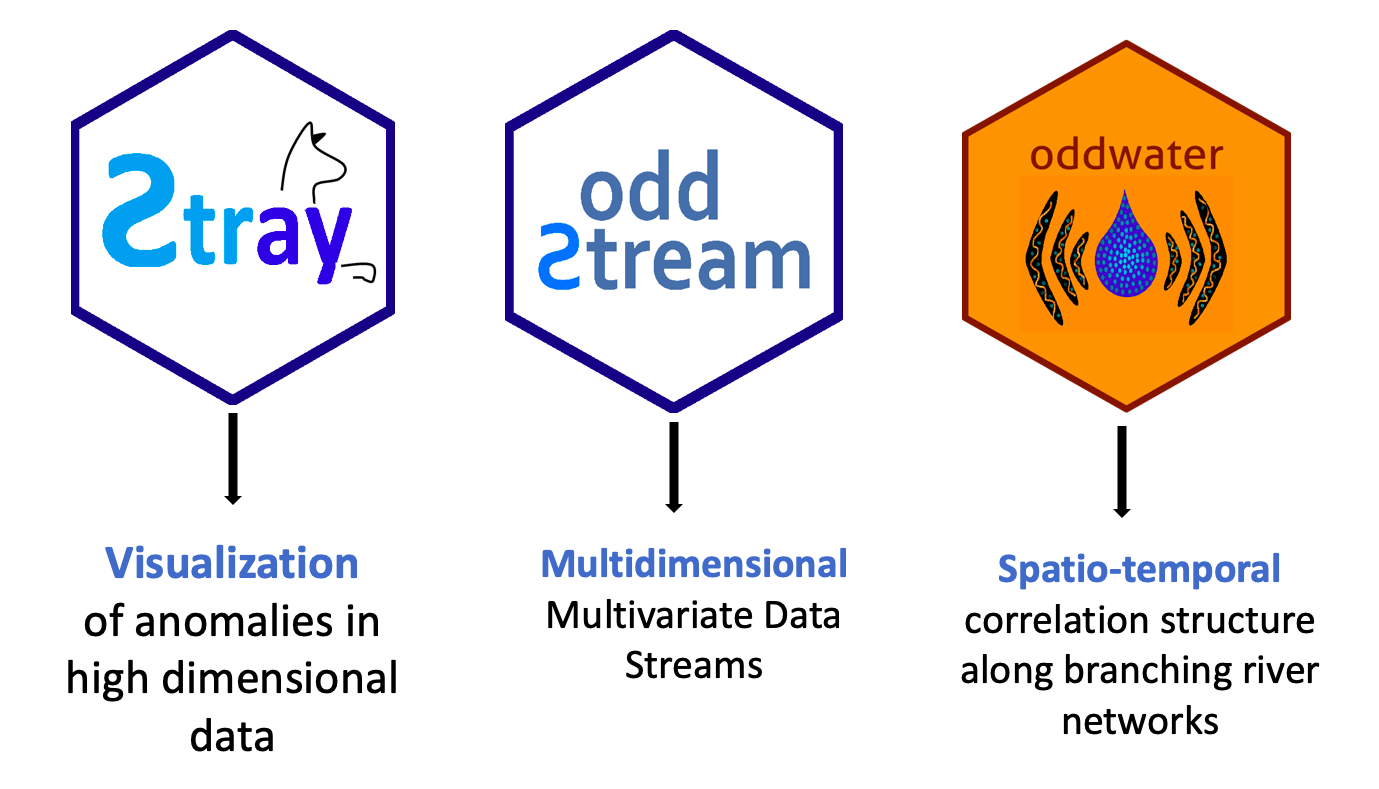 Stray
odd
Stream
oddwater
Visualization
of anomalies in
high dimensional
data
Multidimensional
Multivariate Data
Streams
Spatio-temporal
correlation structure
along branching river
networks